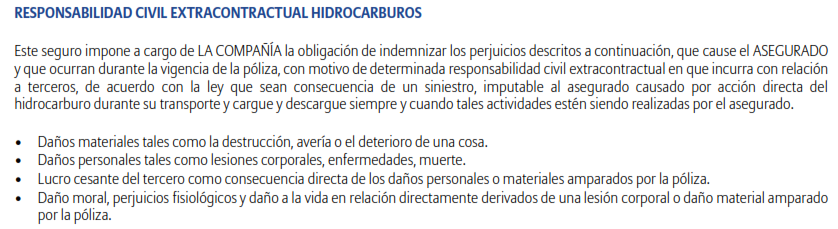 RESPONSABILIDAD CIVIL EXTRACONTRACTUAL HIDROCARBUROS
Este seguro impone a cargo de LA COMPAÑÍA la obligación de indemnizar los perjuicios descritos a continuación, que cause el ASEGURADO
y que ocurran durante la vigencia de la póliza, con motivo de determinada responsabilidad civil extracontractual en que incurra con relación
a terceros, de acuerdo con la ley que sean consecuencia de un siniestro, imputable al asegurado causado por acción directa del
hidrocarburo durante su transporte y cargue y descargue siempre y cuando tales actividades estén siendo realizadas por el asegurado.
• Daños materiales tales como la destrucción, avería o el deterioro de una cosa.
• Daños personales tales como lesiones corporales, enfermedades, muerte.
• Lucro cesante del tercero como consecuencia directa de los daños personales o materiales amparados por la póliza.
• Daño moral, perjuicios fisiológicos y daño a la vida en relación directamente derivados de una lesión corporal o daño material amparado
por la póliza.